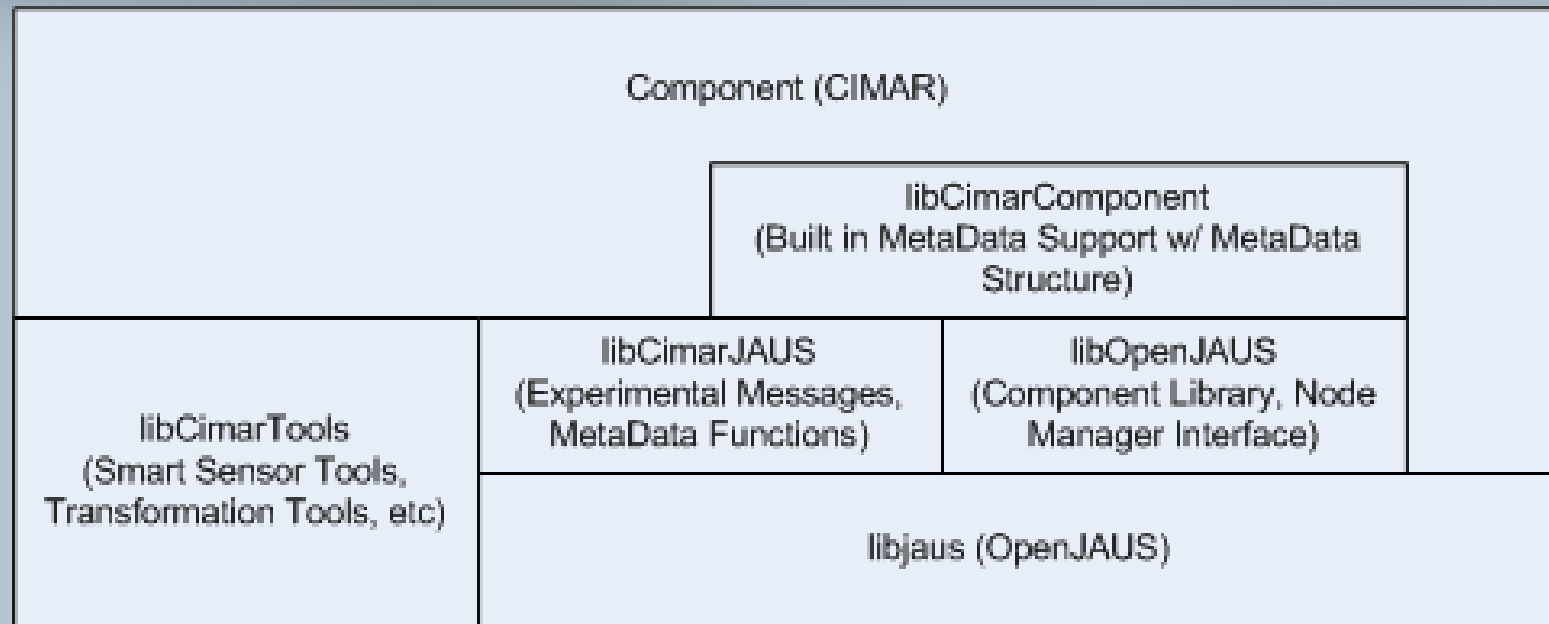 Component (CIMAR)
libCimarComponent
(Built in MetaData Support w/ MetaData
Structure)
libCimarJAUS
(Experimental Messages,
MetaData Functions)
libOpenJAUS
(Component Library, Node
Manager Interface)
libCimarTools
(Smart Sensor Tools,
Transformation Tools, etc)
libjaus (OpenJAUS)